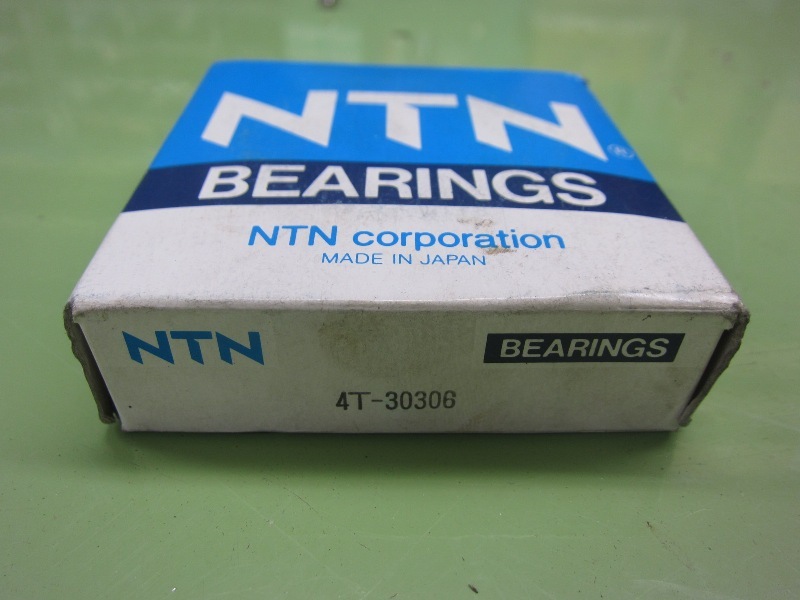 NTN®
BEARINGS
NTN corporation
MADE IN JAPAN
NTN BEARINGS
4T-30306